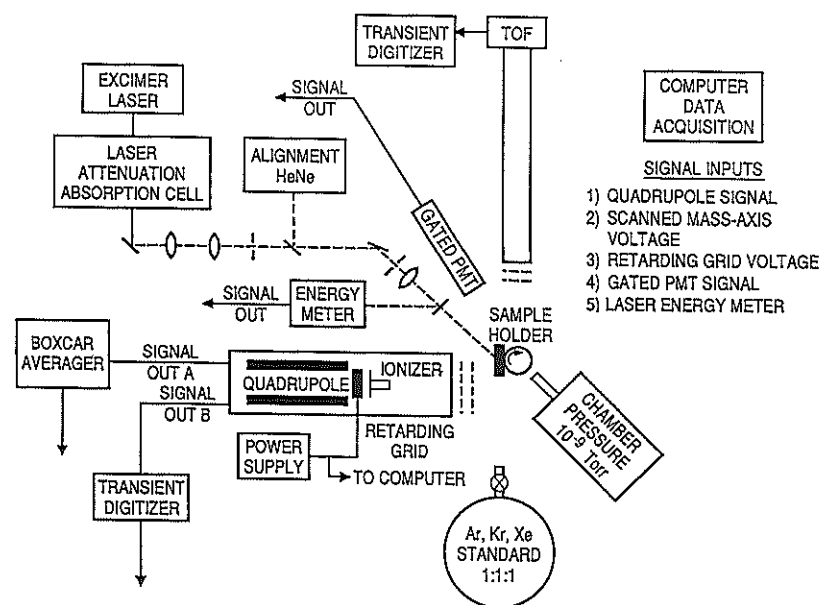 TRANSIENT
DIGITIZER
TOF
EXCIMER
LASER
SIGNAL
OUT
COMPUTER
DATA
ACQUISITION
LASER
ATTENUATION
ABSORPTION CELL
ALIGNMENT
HeNe
GATED PMT
SIGNAL INPUTS
1) QUADRUPOLE SIGNAL
2) SCANNED MASS-AXIS
VOLTAGE
3) RETARDING GRID VOLTAGE
4) GATED PMT SIGNAL
5) LASER ENERGY METER
SIGNAL
OUT
ENERGY
METER
SAMPLE
HOLDER
BOXCAR
AVERAGER
SIGNAL
OUT A
SIGNAL
OUT B
QUADRUPOLE
IONIZER
CHAMBER
PRESSURE
10-9 Torr
POWER
SUPPLY
RETARDING
GRID
TO COMPUTER
TRANSIENT
DIGITIZER
Ar, Kr, Xe
STANDARD
1:1:1